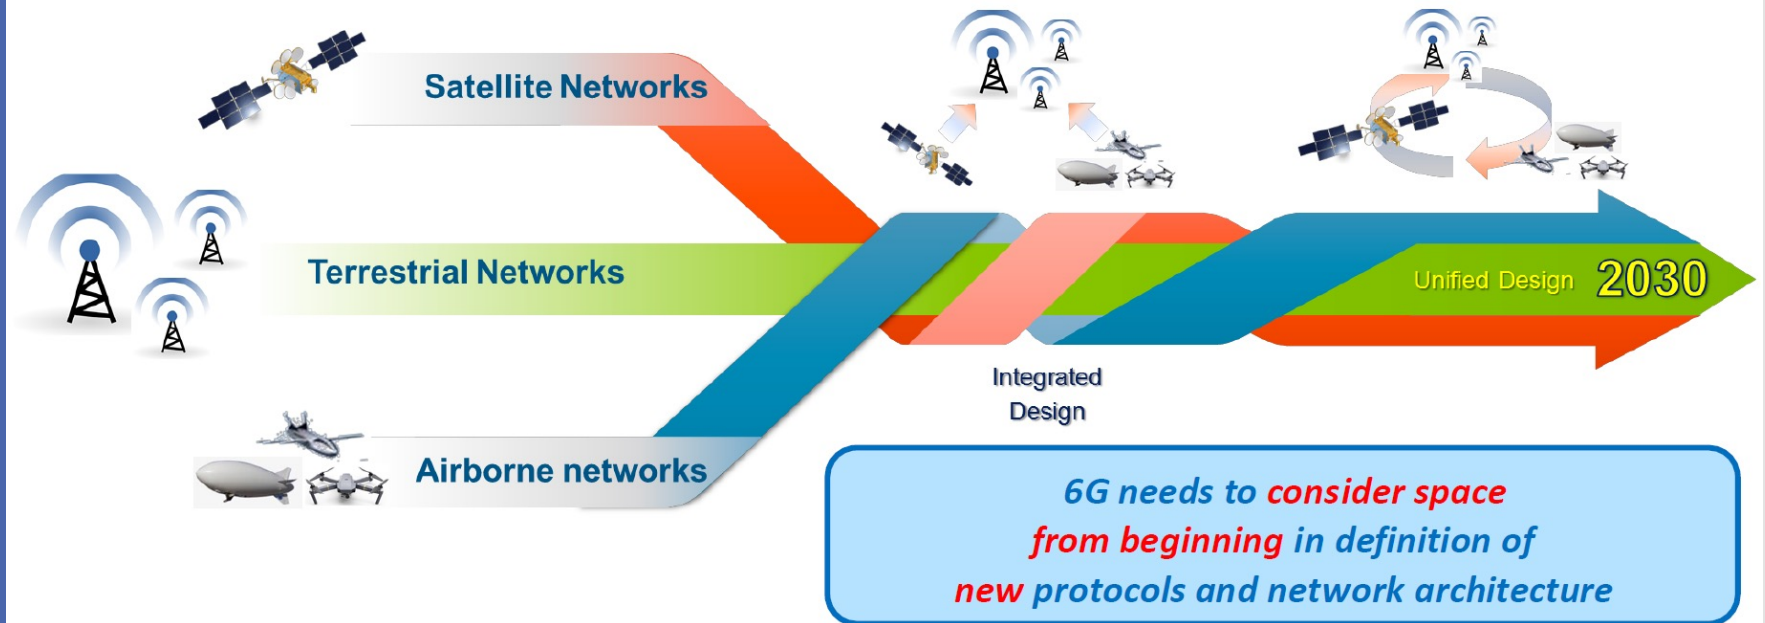 Satellite Networks
Terrestrial Networks
Airborne networks
Integrated
Design
Unified Design 2030
6G needs to consider space
from beginning in definition of
new protocols and network architecture